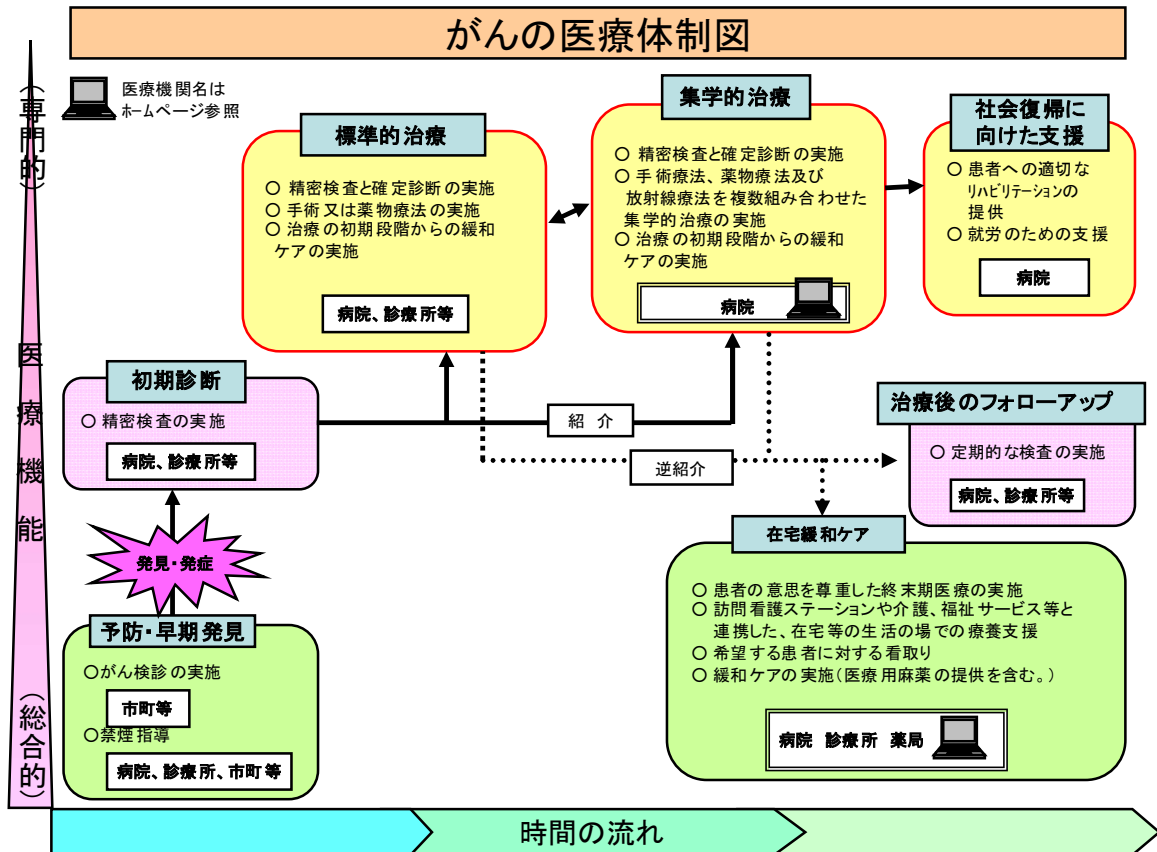 がんの医療体制図
医療機関名は
ホームページ参照
(専門的)
医療機能
(総合的)
標準的治療
○ 精密検査と確定診断の実施
○ 手術又は薬物療法の実施
○ 治療の初期段階からの緩和
ケアの実施
病院、診療所等
集学的治療
○ 精密検査と確定診断の実施
○ 手術療法、薬物療法及び
放射線療法を複数組み合わせた
集学的治療の実施
○ 治療の初期段階からの緩和
ケアの実施
病院
社会復帰に
向けた支援
○ 患者への適切な
リハビリテーションの
提供
○ 就労のための支援
病院
初期診断
○ 精密検査の実施
病院、診療所等
紹 介
逆紹介
治療後のフォローアップ
○ 定期的な検査の実施
病院、診療所等
発見・発症
予防・早期発見
○がん検診の実施
市町等
○禁煙指導
病院、診療所、市町等
在宅緩和ケア
○ 患者の意思を尊重した終末期医療の実施
○ 訪問看護ステーションや介護、福祉サービス等と
連携した、在宅等の生活の場での療養支援
○ 希望する患者に対する看取り
○ 緩和ケアの実施(医療用麻薬の提供を含む。)
病院 診療所 薬局
時間の流れ